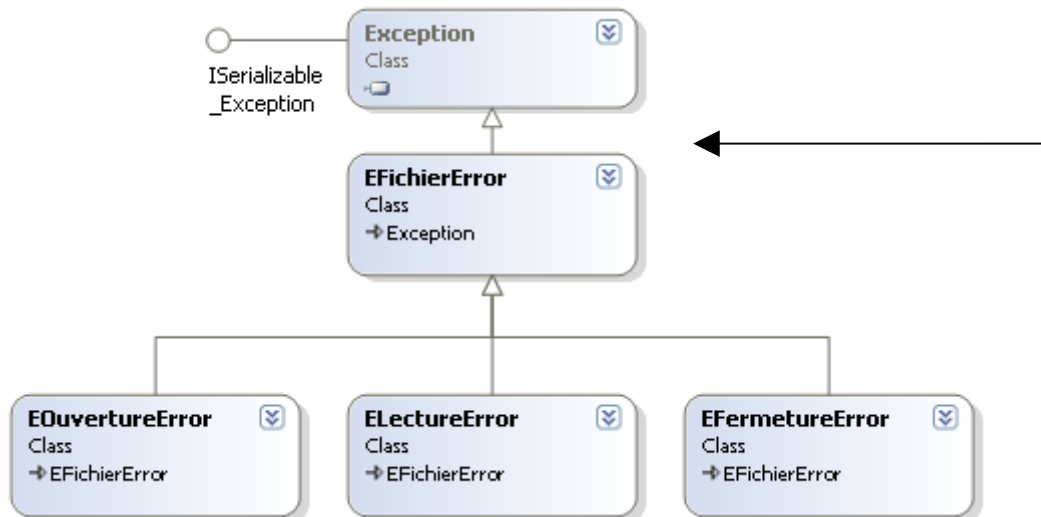 Exception
Class
ISerializable
_Exception
EFichierError
Class
Exception
EOuvertureError
Class
EFichierError
ELectureError
Class
EFichierError
EFermetureError
Class
EFichierError